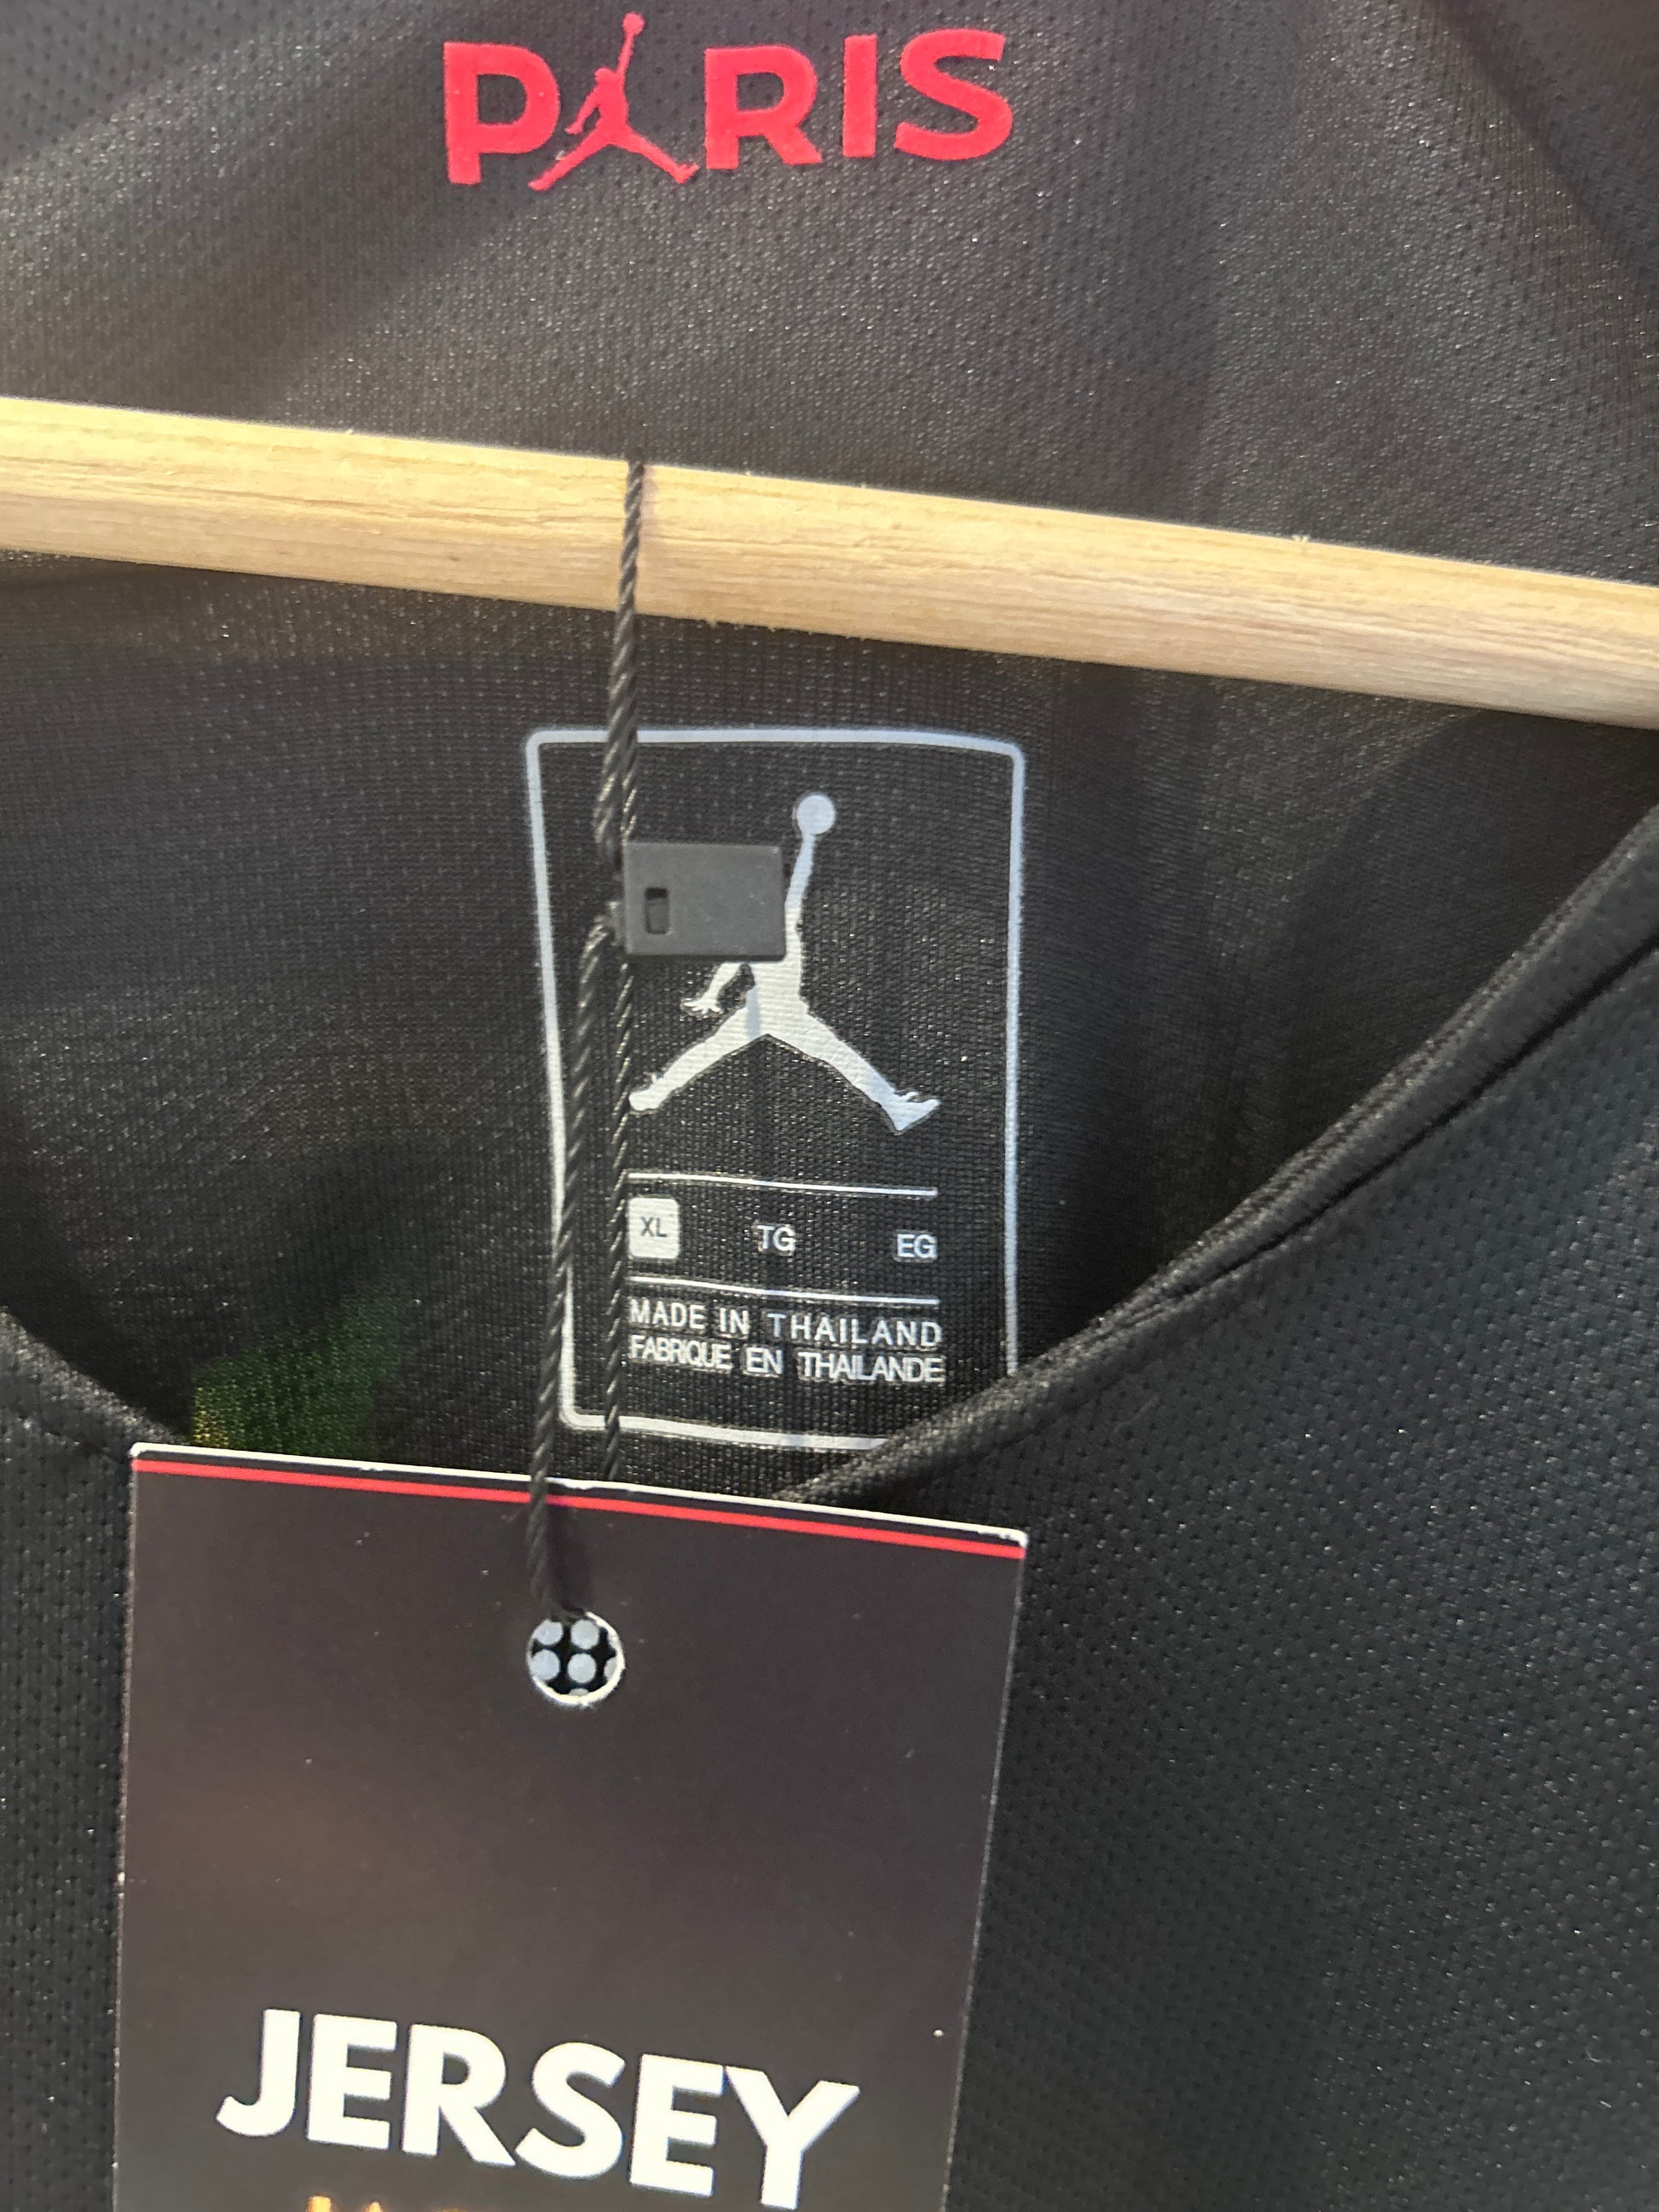 PARIS
XL TG EG
MADE IN THAILAND
FABRIQUE EN THAILANDE
JERSEY